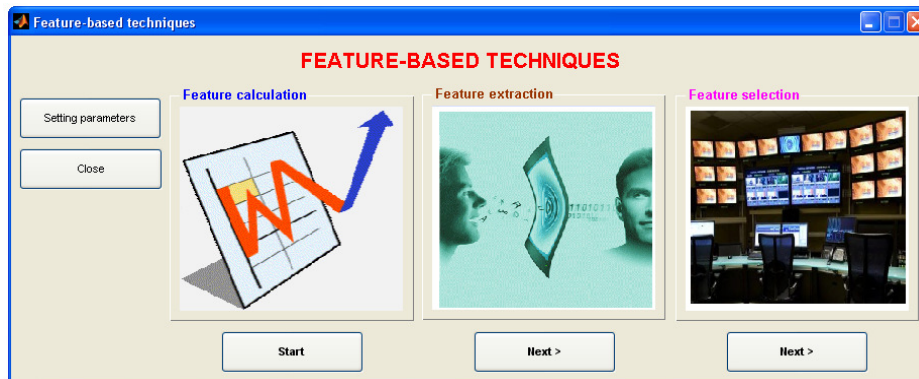 Feature-based techniques
FEATURE-BASED TECHNIQUES
Setting parameters
Close
Feature calculation
Feature extraction
Feature selection
Start
Next >
Next >